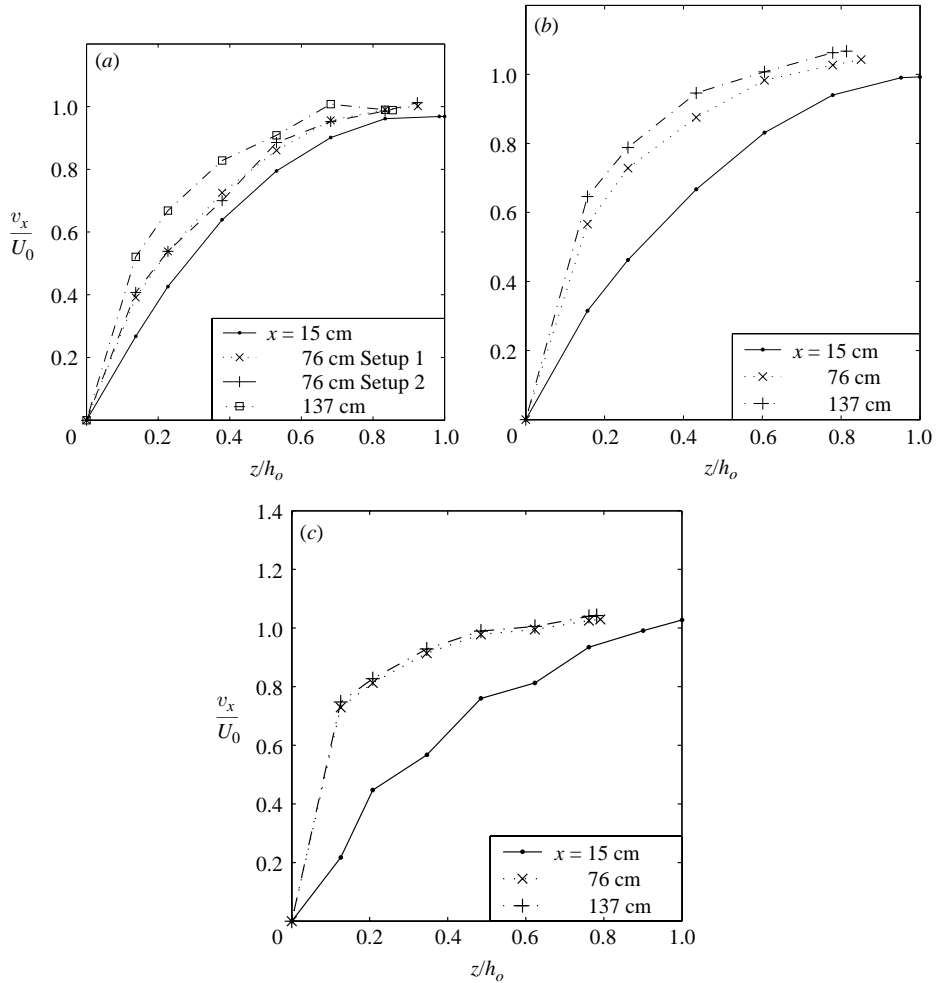 (a)
1.0
0.8
0.6
0.4
0.2
0
0.2
0.4
0.6
0.8
1.0
v_x
U_0
z/h_o
x = 15 cm
76 cm Setup 1
76 cm Setup 2
137 cm
(b)
1.0
0.8
0.6
0.4
0.2
0
0.2
0.4
0.6
0.8
1.0
z/h_o
x = 15 cm
76 cm
137 cm
(c)
1.4
1.2
1.0
0.8
0.6
0.4
0.2
0
0.2
0.4
0.6
0.8
1.0
v_x
U_0
z/h_o
x = 15 cm
76 cm
137 cm